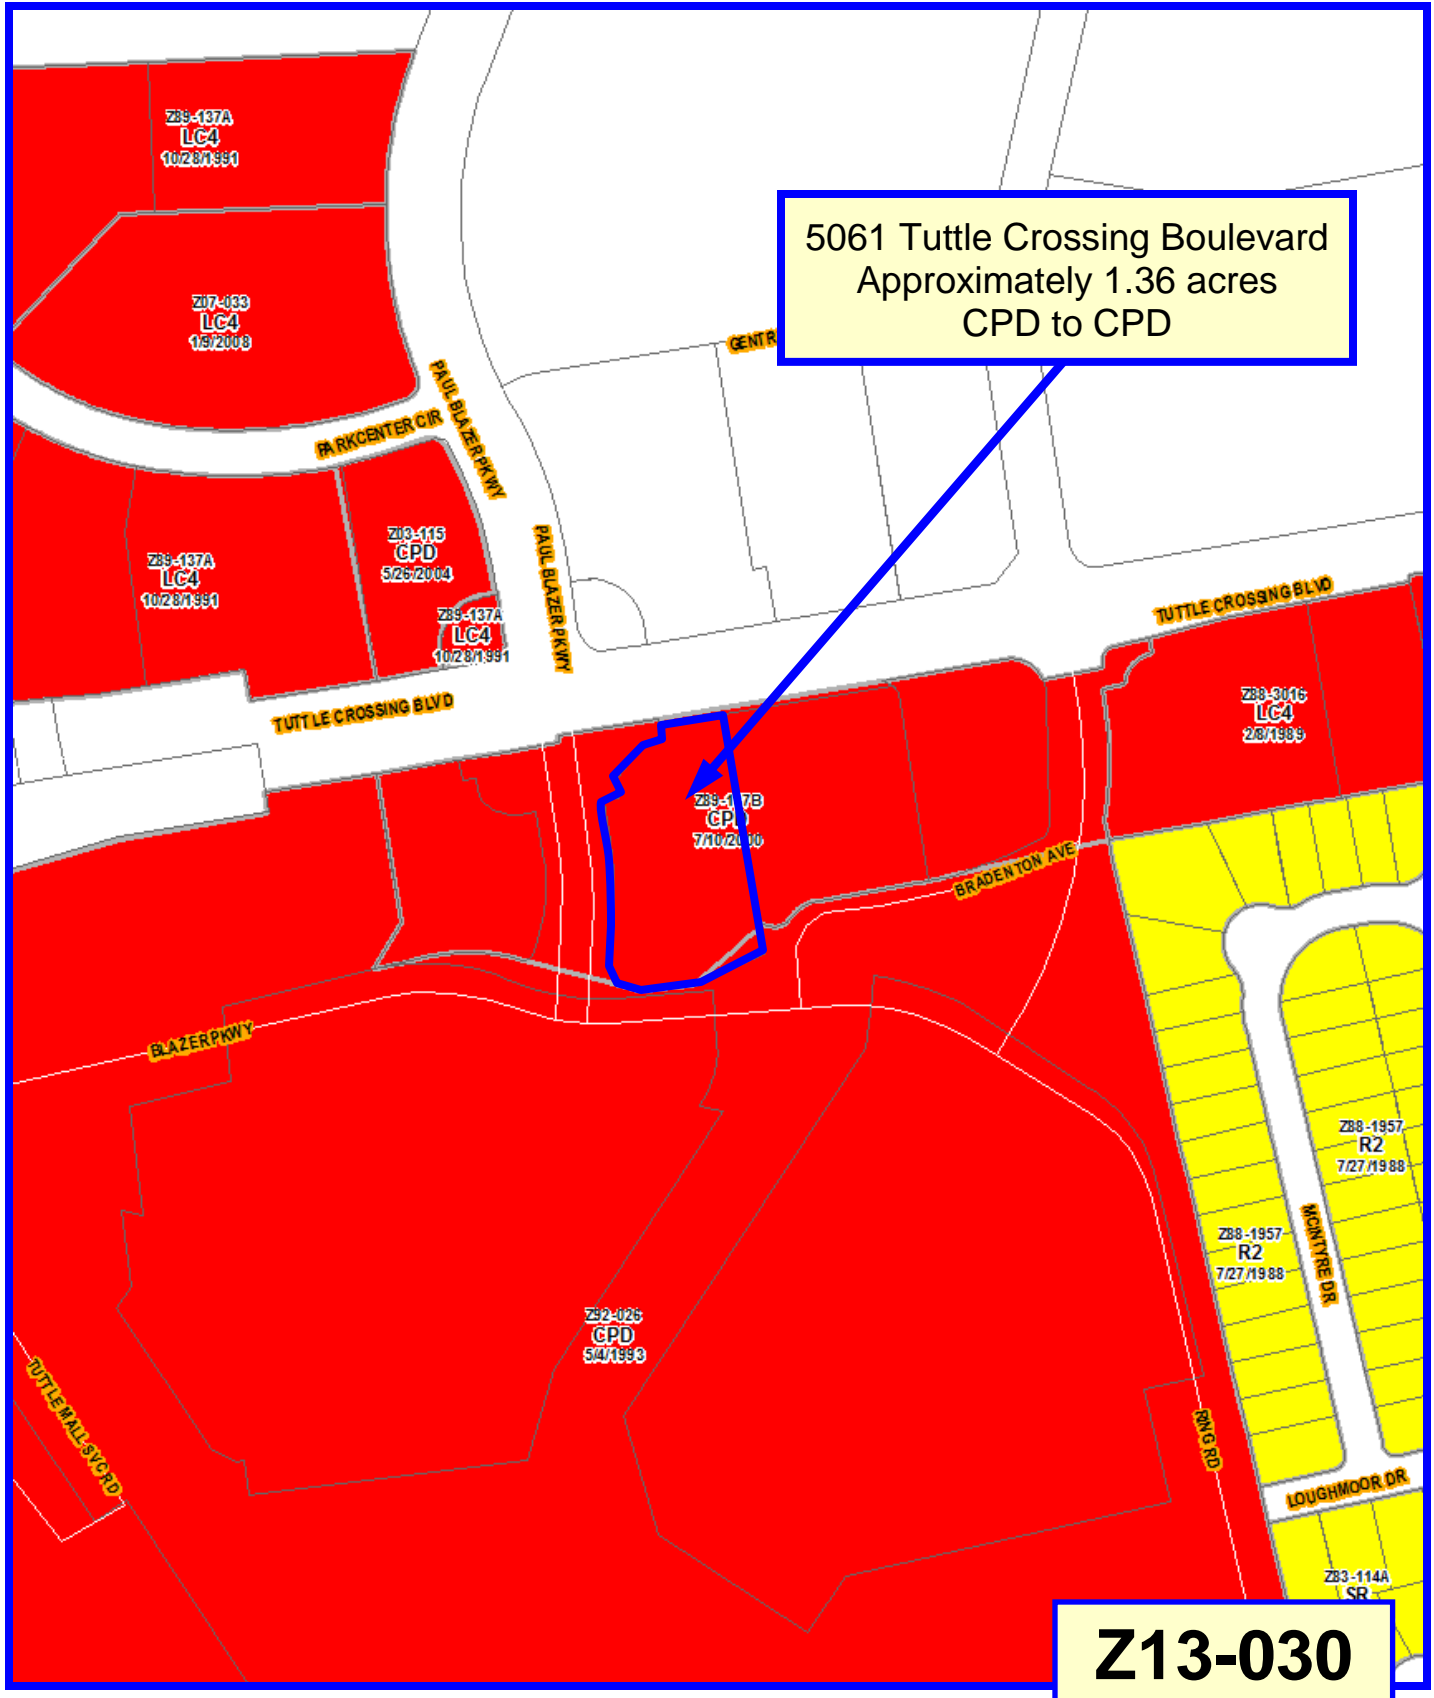 Z89-137A
LC4
10/28/1991
5061 Tuttle Crossing Boulevard
Approximately 1.36 acres
CPD to CPD
Z07-033
LC4
1/9/2008
GENTR
PAUL BLAZER PKWY
PARKCENTER CIR
Z03-115
CPD
5/26/2004
Z89-137A
LC4
10/28/1991
PAUL BLAZER PKWY
Z89-137A
LC4
10/28/1991
TUTTLE CROSSING BLVD
TUTTLE CROSSING BLVD
Z88-3016
LC4
2/8/1989
CPD
BRADENTON AVE
BLAZER PKWY
Z88-1957
R2
7/27/1988
Z88-1957
R2
7/27/1988
MCINTYRE DR
Z92-026
CPD
5/4/1993
TUTTLE MALL SVC RD
RING RD
LOUGHMOOR DR
Z83-114A
SR
Z13-030